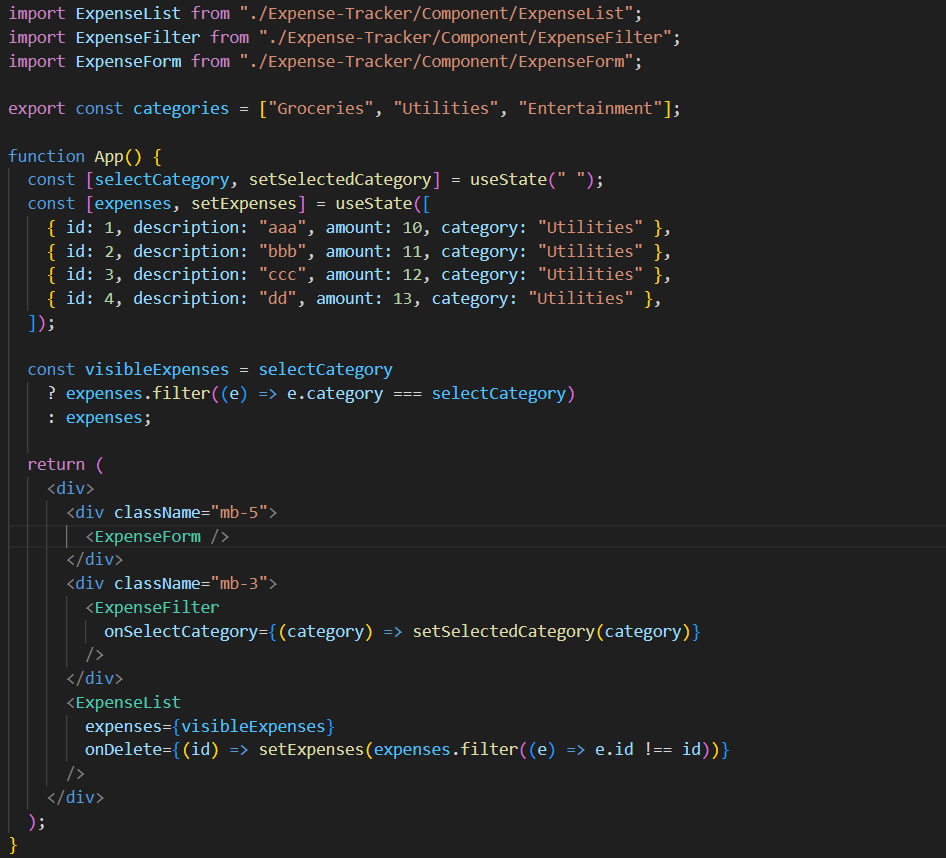 import ExpenseList from "./Expense-Tracker/Component/ExpenseList";
import ExpenseFilter from "./Expense-Tracker/Component/ExpenseFilter";
import ExpenseForm from "./Expense-Tracker/Component/ExpenseForm";

export const categories = ["Groceries", "Utilities", "Entertainment"];

function App() {
  const [selectCategory, setSelectedCategory] = useState(" ");
  const [expenses, setExpenses] = useState([
    { id: 1, description: "aaa", amount: 10, category: "Utilities" },
    { id: 2, description: "bbb", amount: 11, category: "Utilities" },
    { id: 3, description: "ccc", amount: 12, category: "Utilities" },
    { id: 4, description: "dd", amount: 13, category: "Utilities" },
  ]);

  const visibleExpenses = selectCategory
    ? expenses.filter((e) => e.category === selectCategory)
    : expenses;

  return (
    <div>
      <div className="mb-5">
        <ExpenseForm />
      </div>
      <div className="mb-3">
        <ExpenseFilter
          onSelectCategory={(category) => setSelectedCategory(category)}
        />
      </div>
      <ExpenseList
        expenses={visibleExpenses}
        onDelete={(id) => setExpenses(expenses.filter((e) => e.id !== id))}
      />
    </div>
  );
}